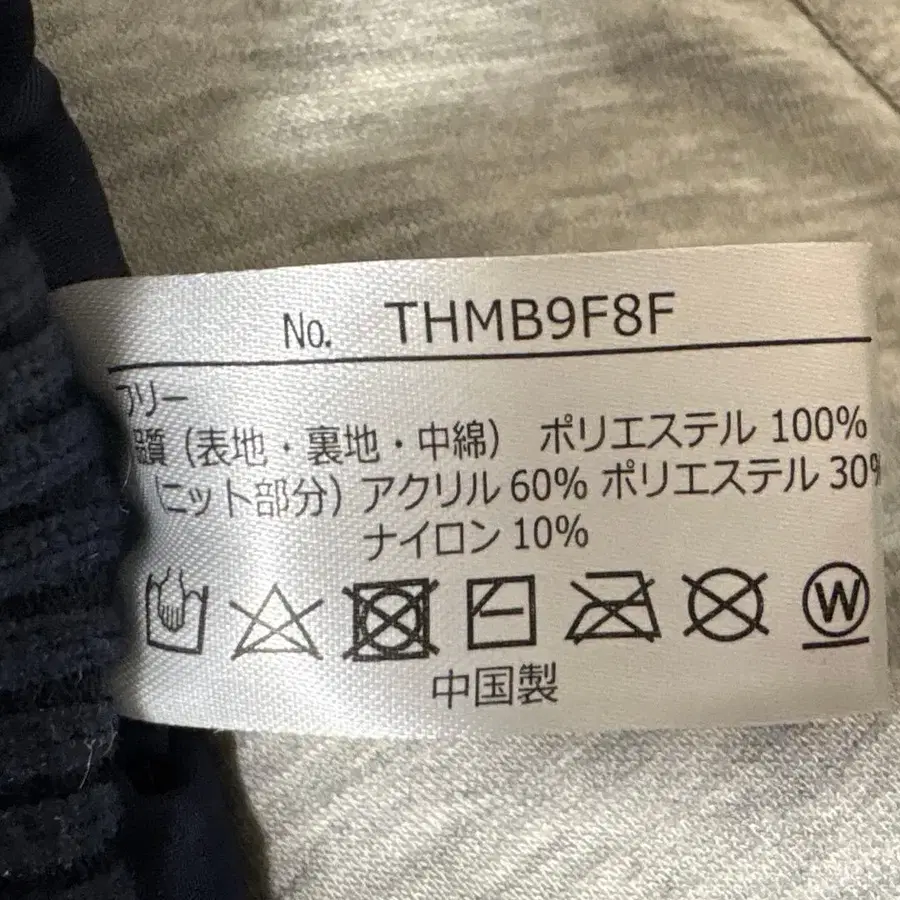 No. THMB9F8F
フリー
品質（表地・裏地・中綿） ポリエステル 100%
（ニット部分）アクリル 60% ポリエステル 30%
ナイロン 10%
W
中国製